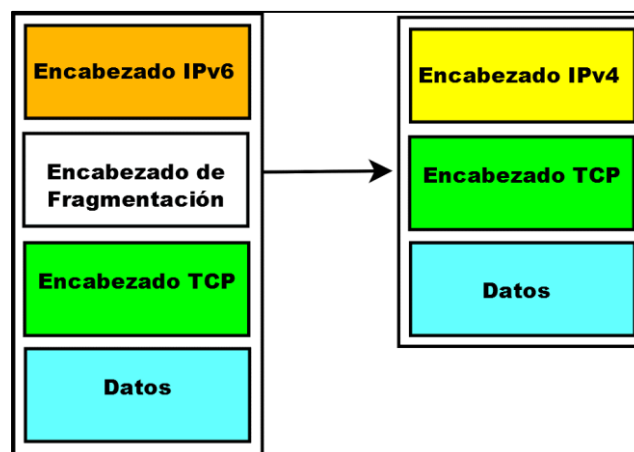 Encabezado IPv6
Encabezado de
Fragmentación
Encabezado TCP
Datos
Encabezado IPv4
Encabezado TCP
Datos